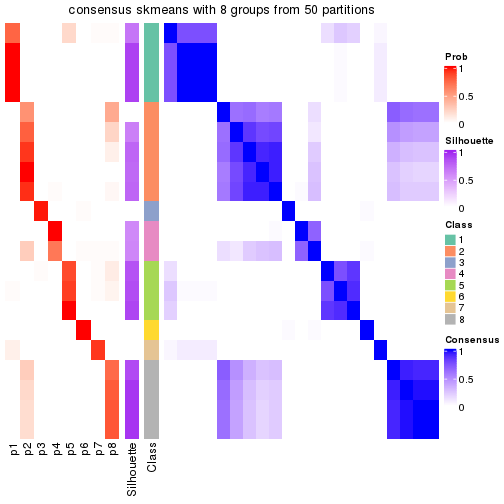 consensus skmeans with 8 groups from 50 partitions
p1
p2
p3
p4
p5
p6
p7
p8
Silhouette
Class
Prob
1
0.5
0
Silhouette
1
0.5
0
Class
1
2
3
4
5
6
7
8
Consensus
1
0.5
0